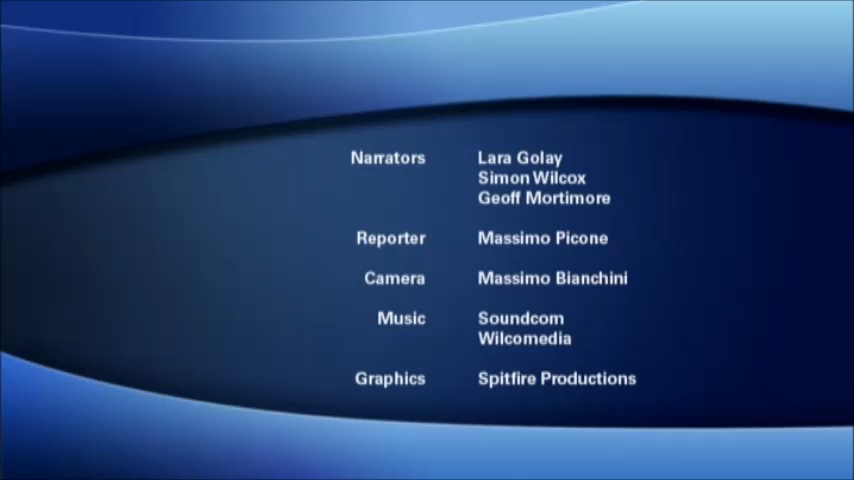 Narrators Lara Golay
Simon Wilcox
Geoff Mortimore
Reporter Massimo Picone
Camera Massimo Bianchini
Music Soundcom
Wilcomedia
Graphics Spitfire Productions